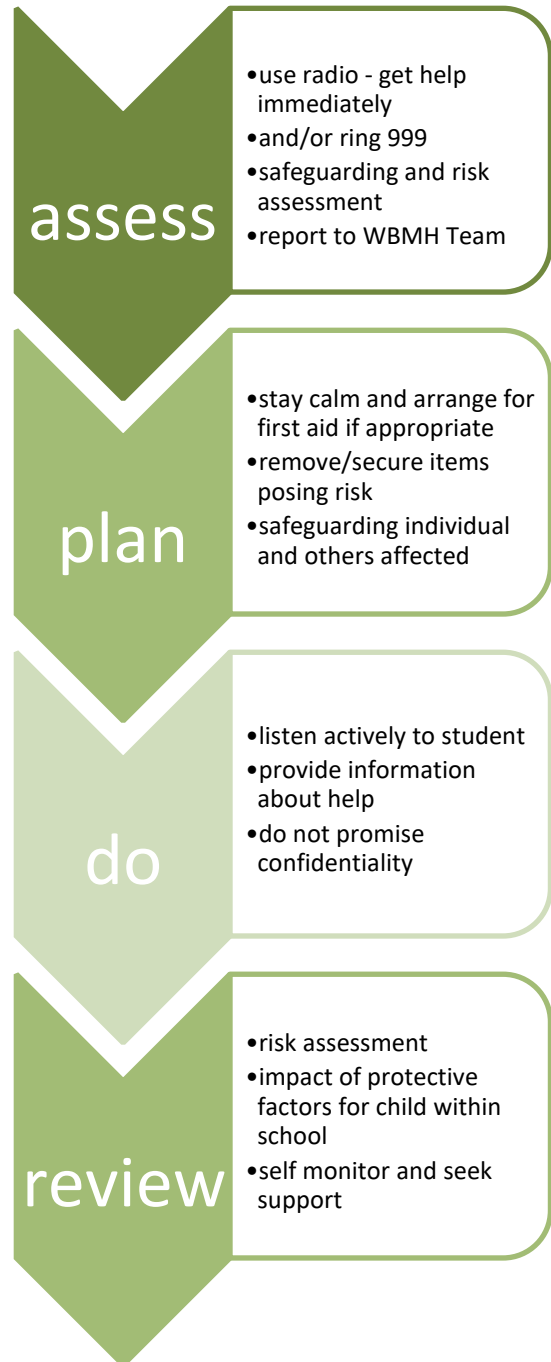 assess
•use radio - get help
immediately
•and/or ring 999
•safeguarding and risk
assessment
•report to WBMH Team
plan
•stay calm and arrange for
first aid if appropriate
•remove/secure items
posing risk
•safeguarding individual
and others affected
do
•listen actively to student
•provide information
about help
•do not promise
confidentiality
review
•risk assessment
•impact of protective
factors for child within
school
•self monitor and seek
support